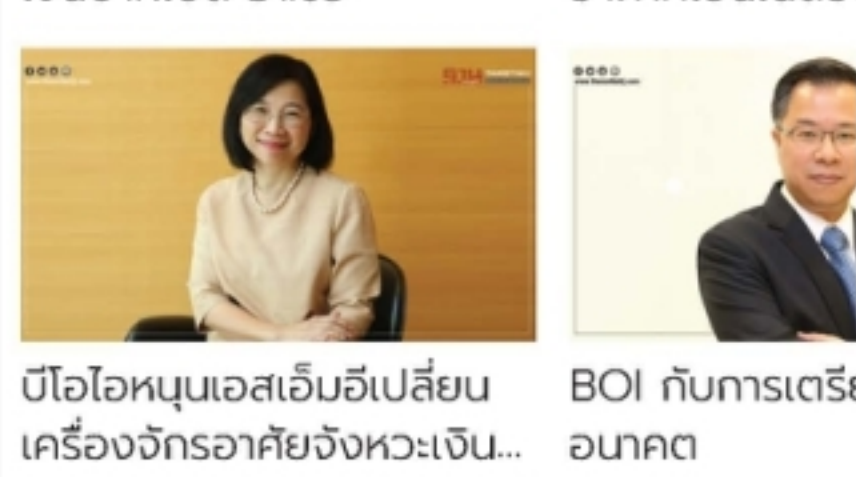 บีโอไอหนุนเอสเอ็มอีเปลี่ยน
เครื่องจักรอาศัยจังหวะเงิน...
BOI กับการเตรีย
อนาคต